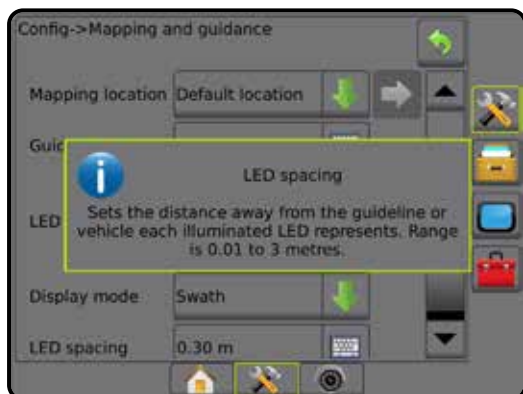 Config->Mapping and guidance
Mapping location Default location
LED spacing
Sets the distance away from the guideline or
vehicle each illuminated LED represents. Range
is 0.01 to 3 metres.
LED
Display mode Swath
LED spacing 0.30 m